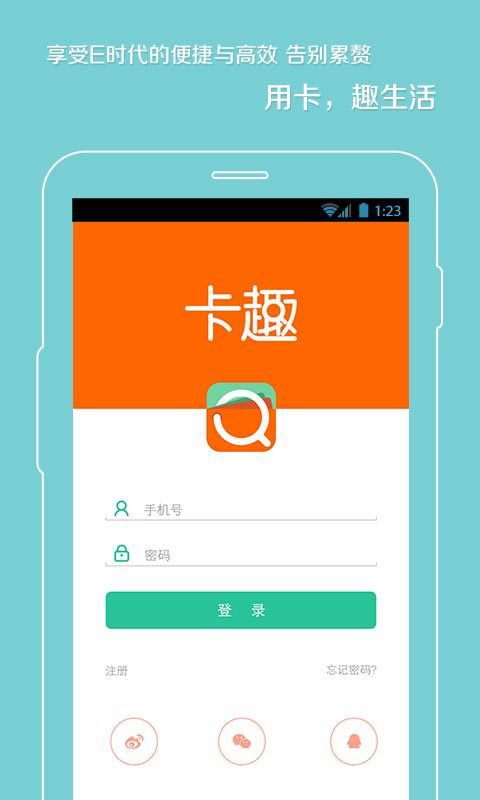 享受E时代的便捷与高效 告别累赘
用卡，趣生活
1:23
卡趣
手机号
密码
登 录
注册
忘记密码?